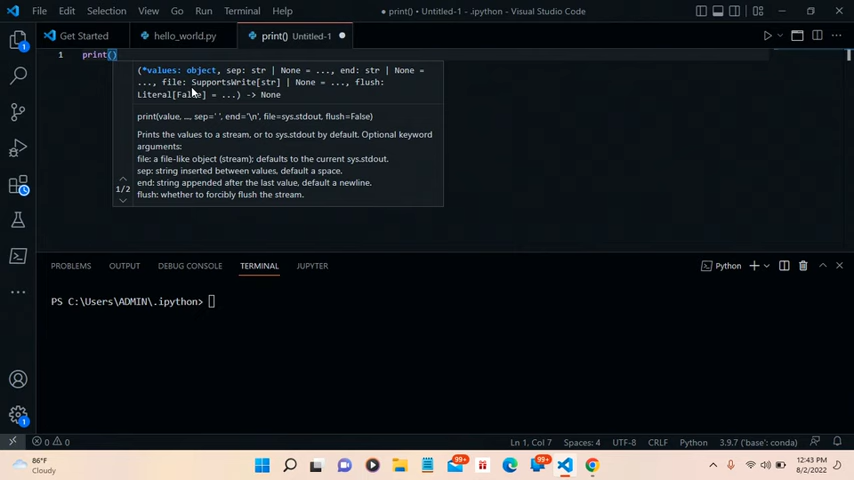 File Edit Selection View Go Run Terminal Help
print() Untitled-1 - .ipython - Visual Studio Code
Get Started
hello_world.py
print() Untitled-1
1 print()
(*values: object, sep: str | None = ..., end: str | None =
..., file: SupportsWrite[str] | None = ..., flush:
Literal[False] = ...) -> None
print(value, ..., sep=' ', end='\n', file=sys.stdout, flush=False)
Prints the values to a stream, or to sys.stdout by default. Optional keyword
arguments:
file: a file-like object (stream); defaults to the current sys.stdout.
sep: string inserted between values, default a space.
end: string appended after the last value, default a newline.
1/2
flush: whether to forcibly flush the stream.
PROBLEMS OUTPUT DEBUG CONSOLE TERMINAL JUPYTER
Python
PS C:\Users\ADMIN\.ipython>
1
1
0 0
Ln 1, Col 7 Spaces: 4 UTF-8 CRLF Python 3.9.7 ('base': conda)
86°F
Cloudy
99+
99+
12:43 PM
8/2/2022